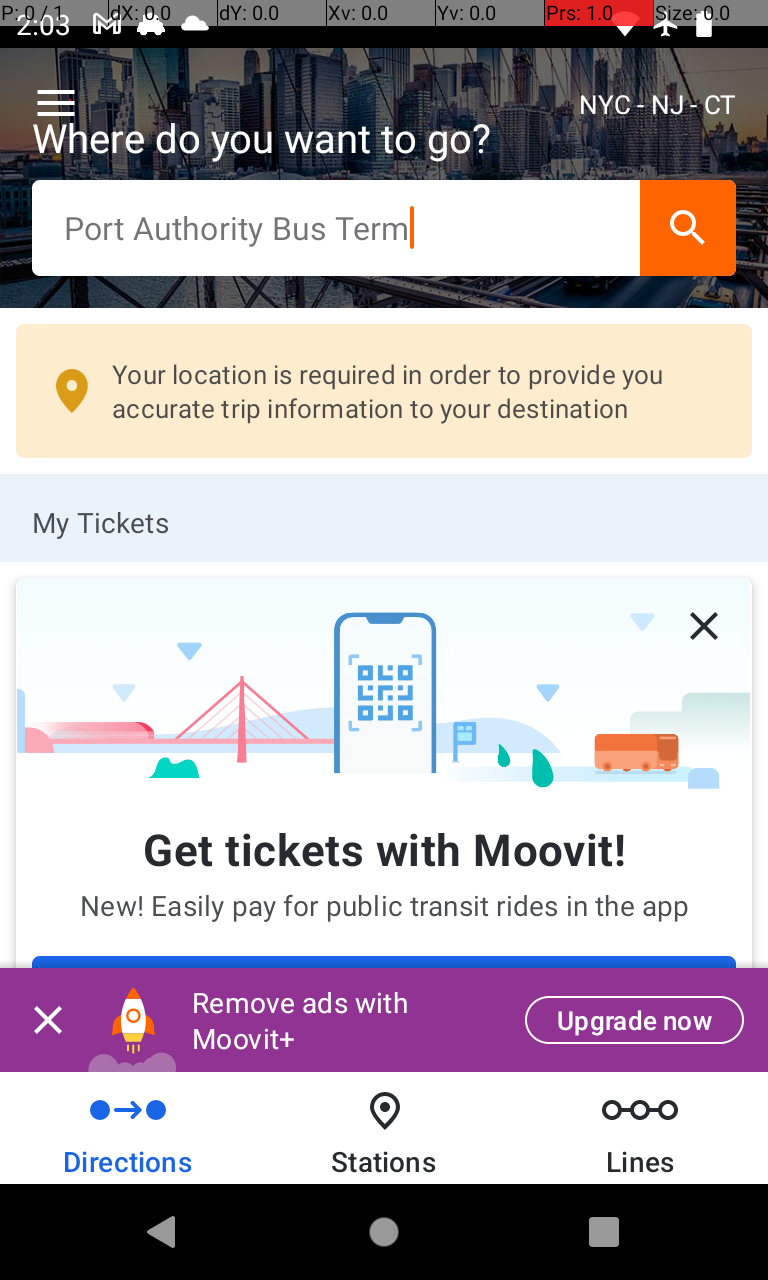 P: 0 / 1 dX: 0.0 dY: 0.0 Xv: 0.0 Yv: 0.0 Prs: 1.0 Size: 0.0
2:03
NYC - NJ - CT
Where do you want to go?
Port Authority Bus Term
Your location is required in order to provide you
accurate trip information to your destination
My Tickets
Get tickets with Moovit!
New! Easily pay for public transit rides in the app
Remove ads with
Moovit+
Upgrade now
Directions
Stations
Lines